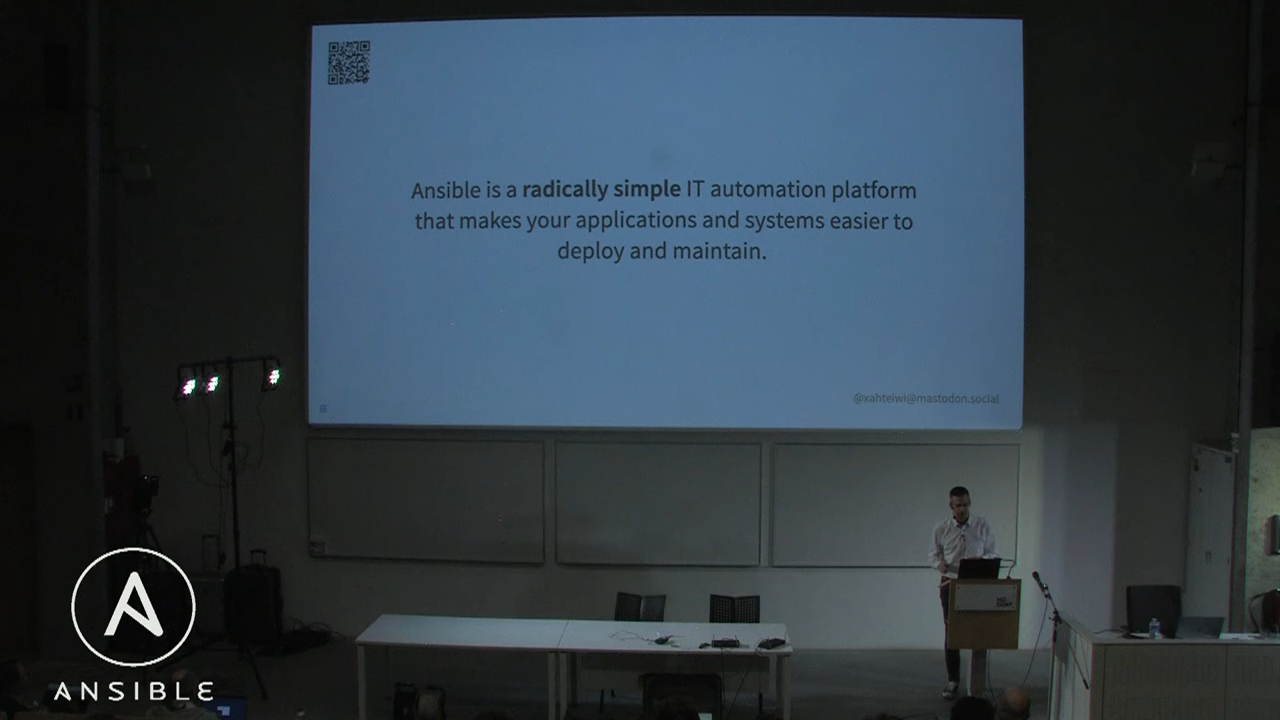 Ansible is a radically simple IT automation platform
that makes your applications and systems easier to
deploy and maintain.
@xahteiwi@mastodon.social
ANSIBLE